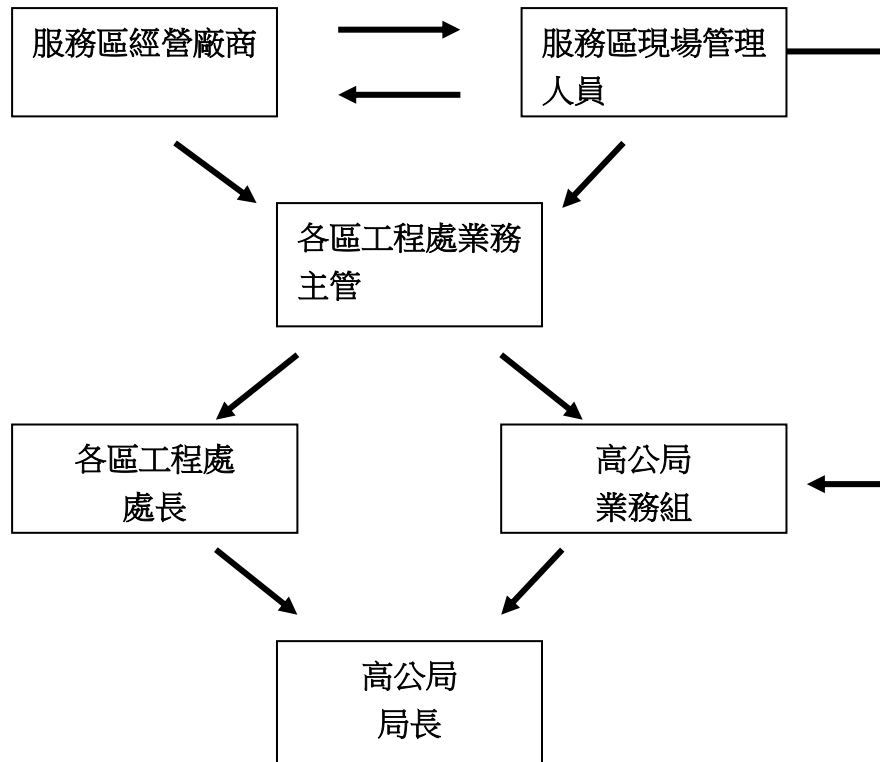 服務區經營廠商
服務區現場管理
人員
各區工程處業務
主管
各區工程處
處長
高公局
業務組
高公局
局長